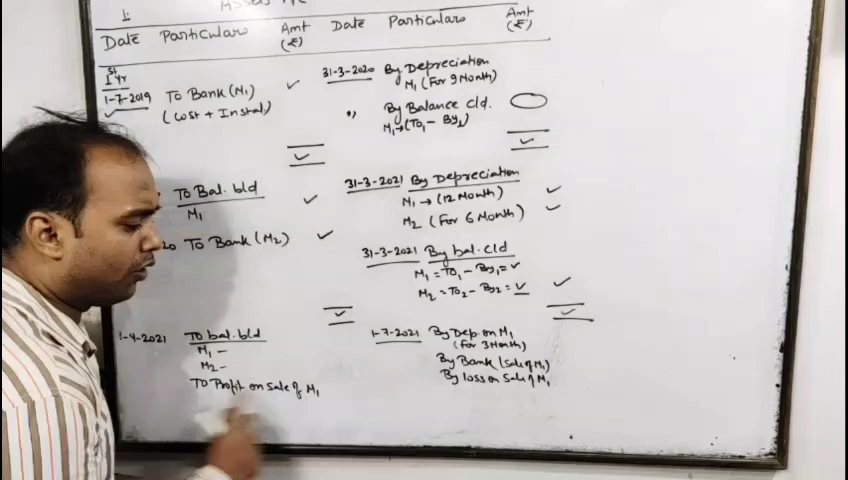 Assets A/c
1.
Date Particulars Amt (₹) Date Particulars Amt (₹)
1st yr
1-7-2019 To Bank (M1)
(Cost + Instal)
31-3-2020 By Depreciation
M1 (For 9 Month)
" By Balance c/d.
M1→(To1 - By1)
To Bal. b/d
M1
20 To Bank (M2)
31-3-2021 By Depreciation
M1 → (12 Month)
M2 (For 6 Month)
31-3-2021 By bal. c/d
M1 = To1 - By1 = ✓
M2 = To2 - By2 = ✓
1-4-2021 To bal. b/d
M1 -
M2 -
To Profit on Sale of M1
1-7-2021 By Dep. on M1
(For 3 Month)
By Bank (Sale of M1)
By loss on Sale of M1